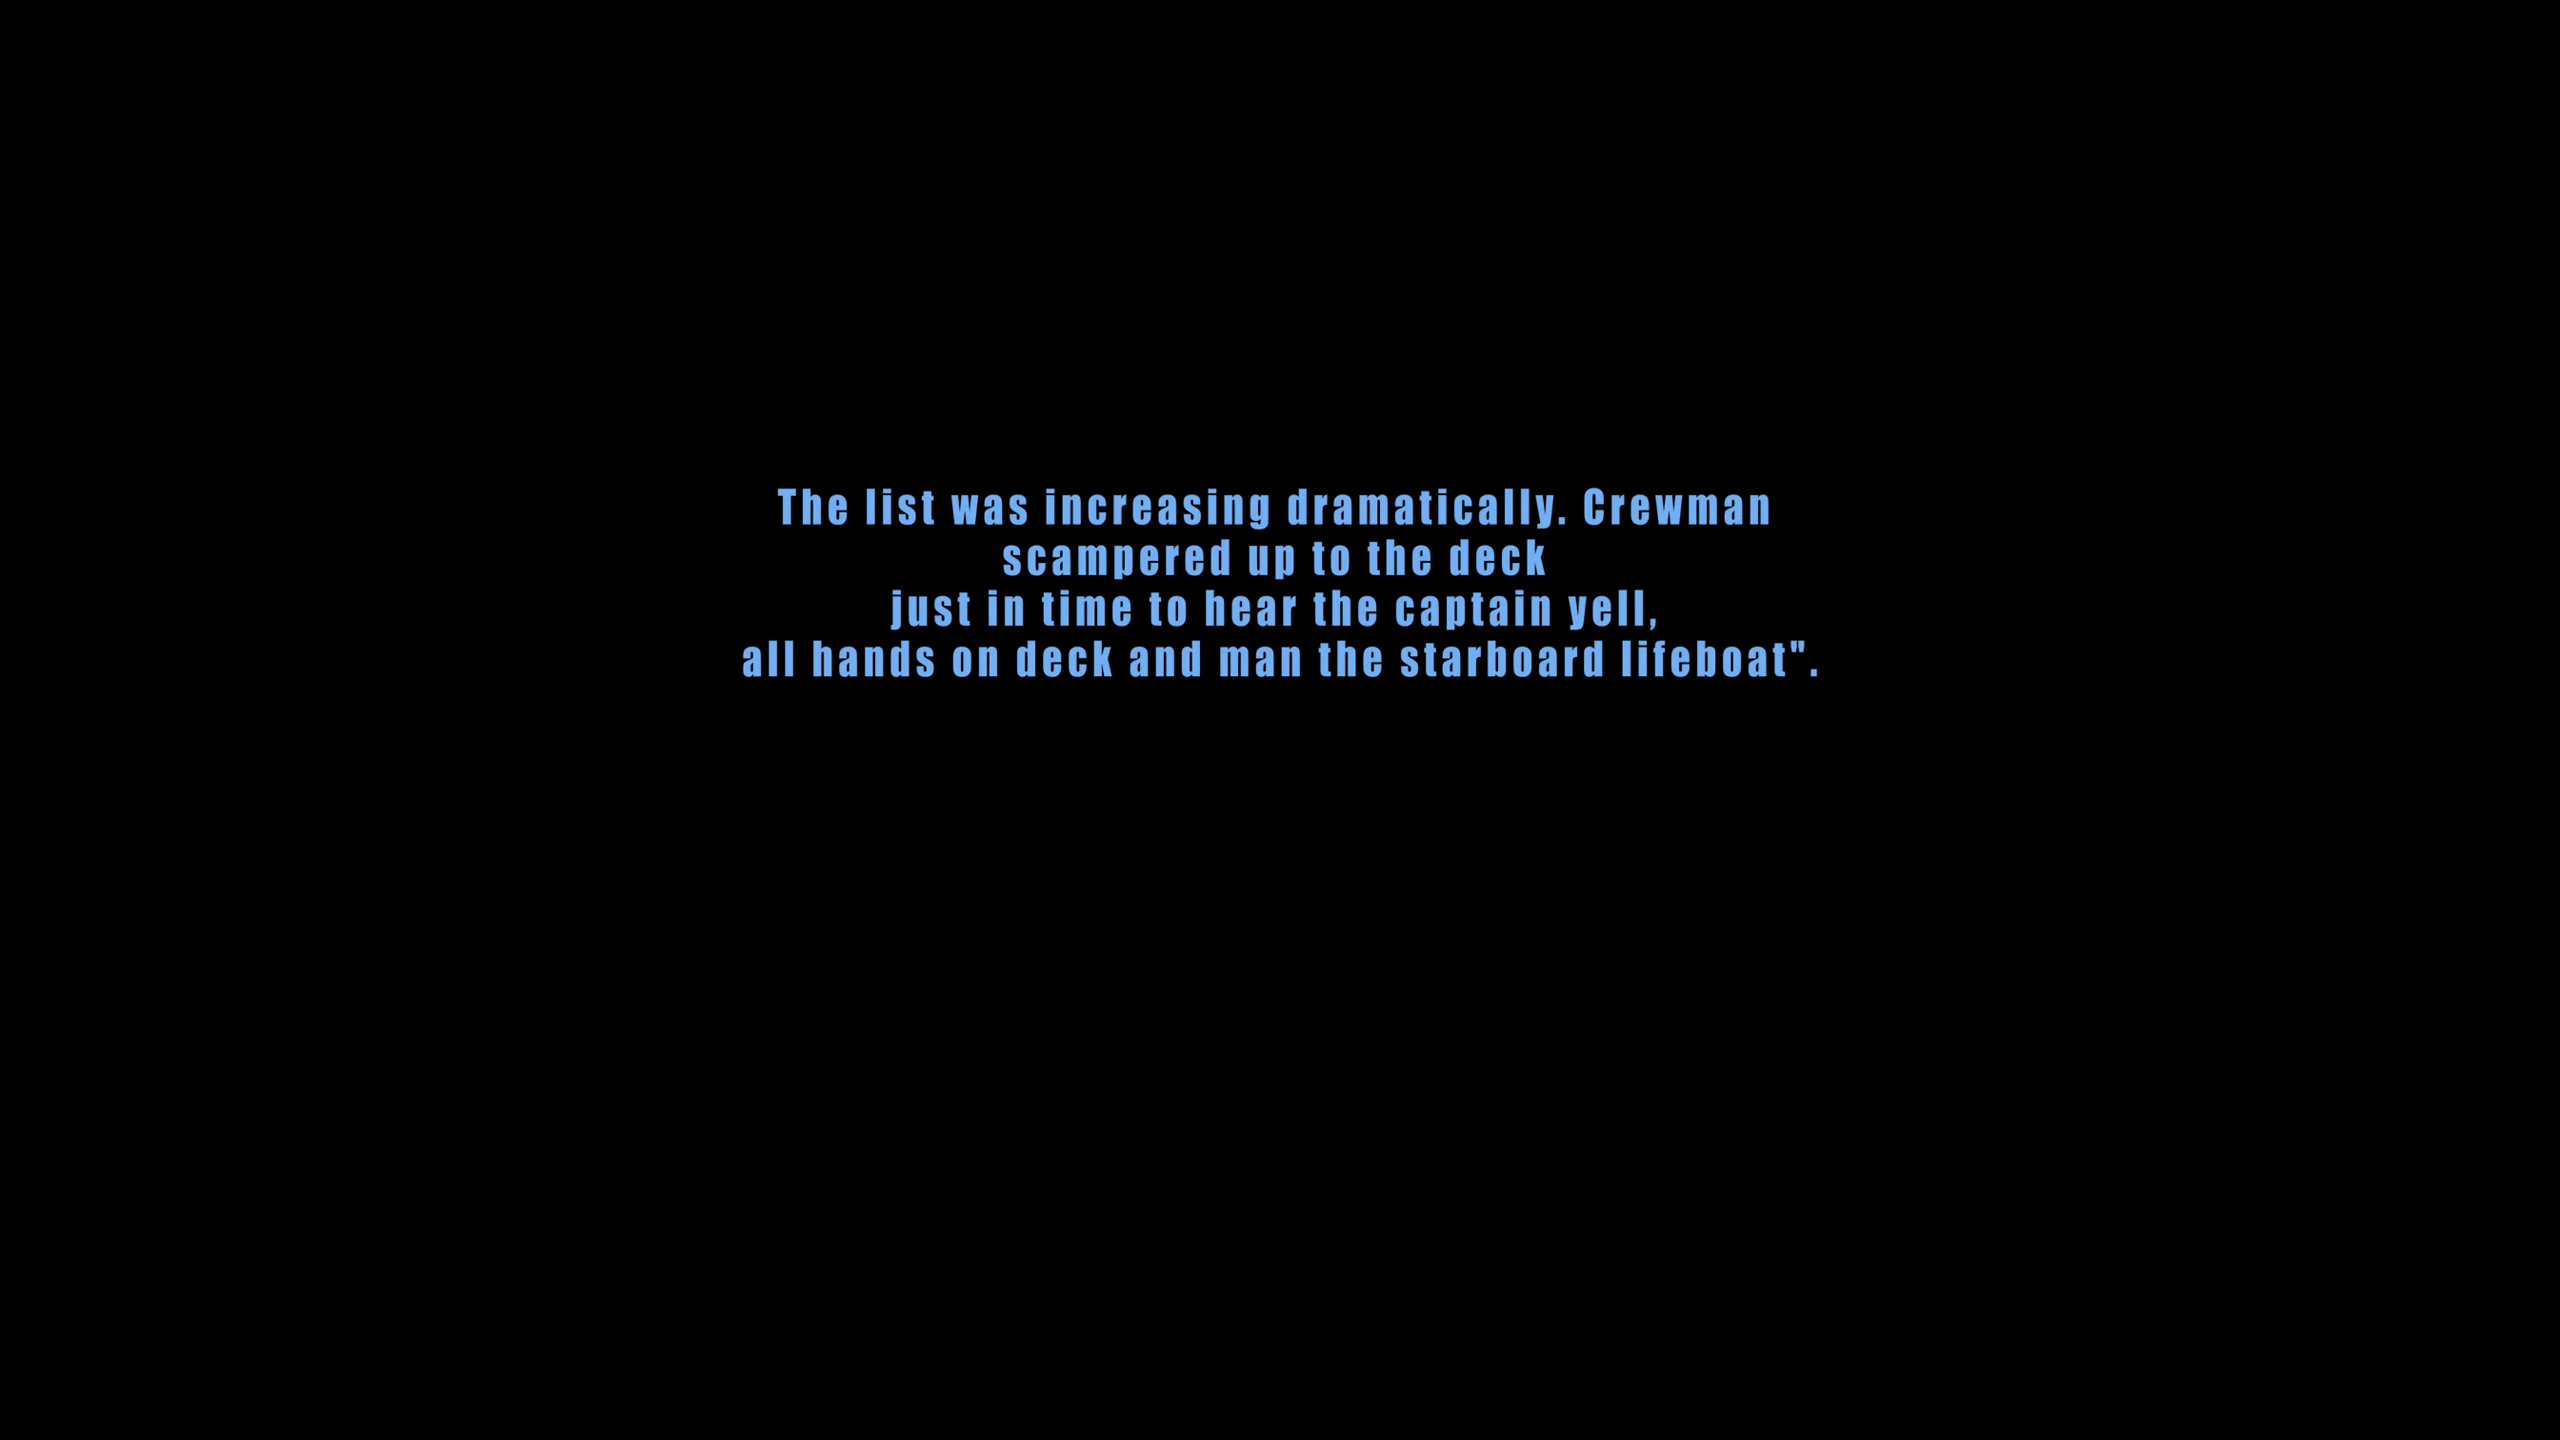 The list was increasing dramatically. Crewman
scampered up to the deck
just in time to hear the captain yell,
all hands on deck and man the starboard lifeboat".